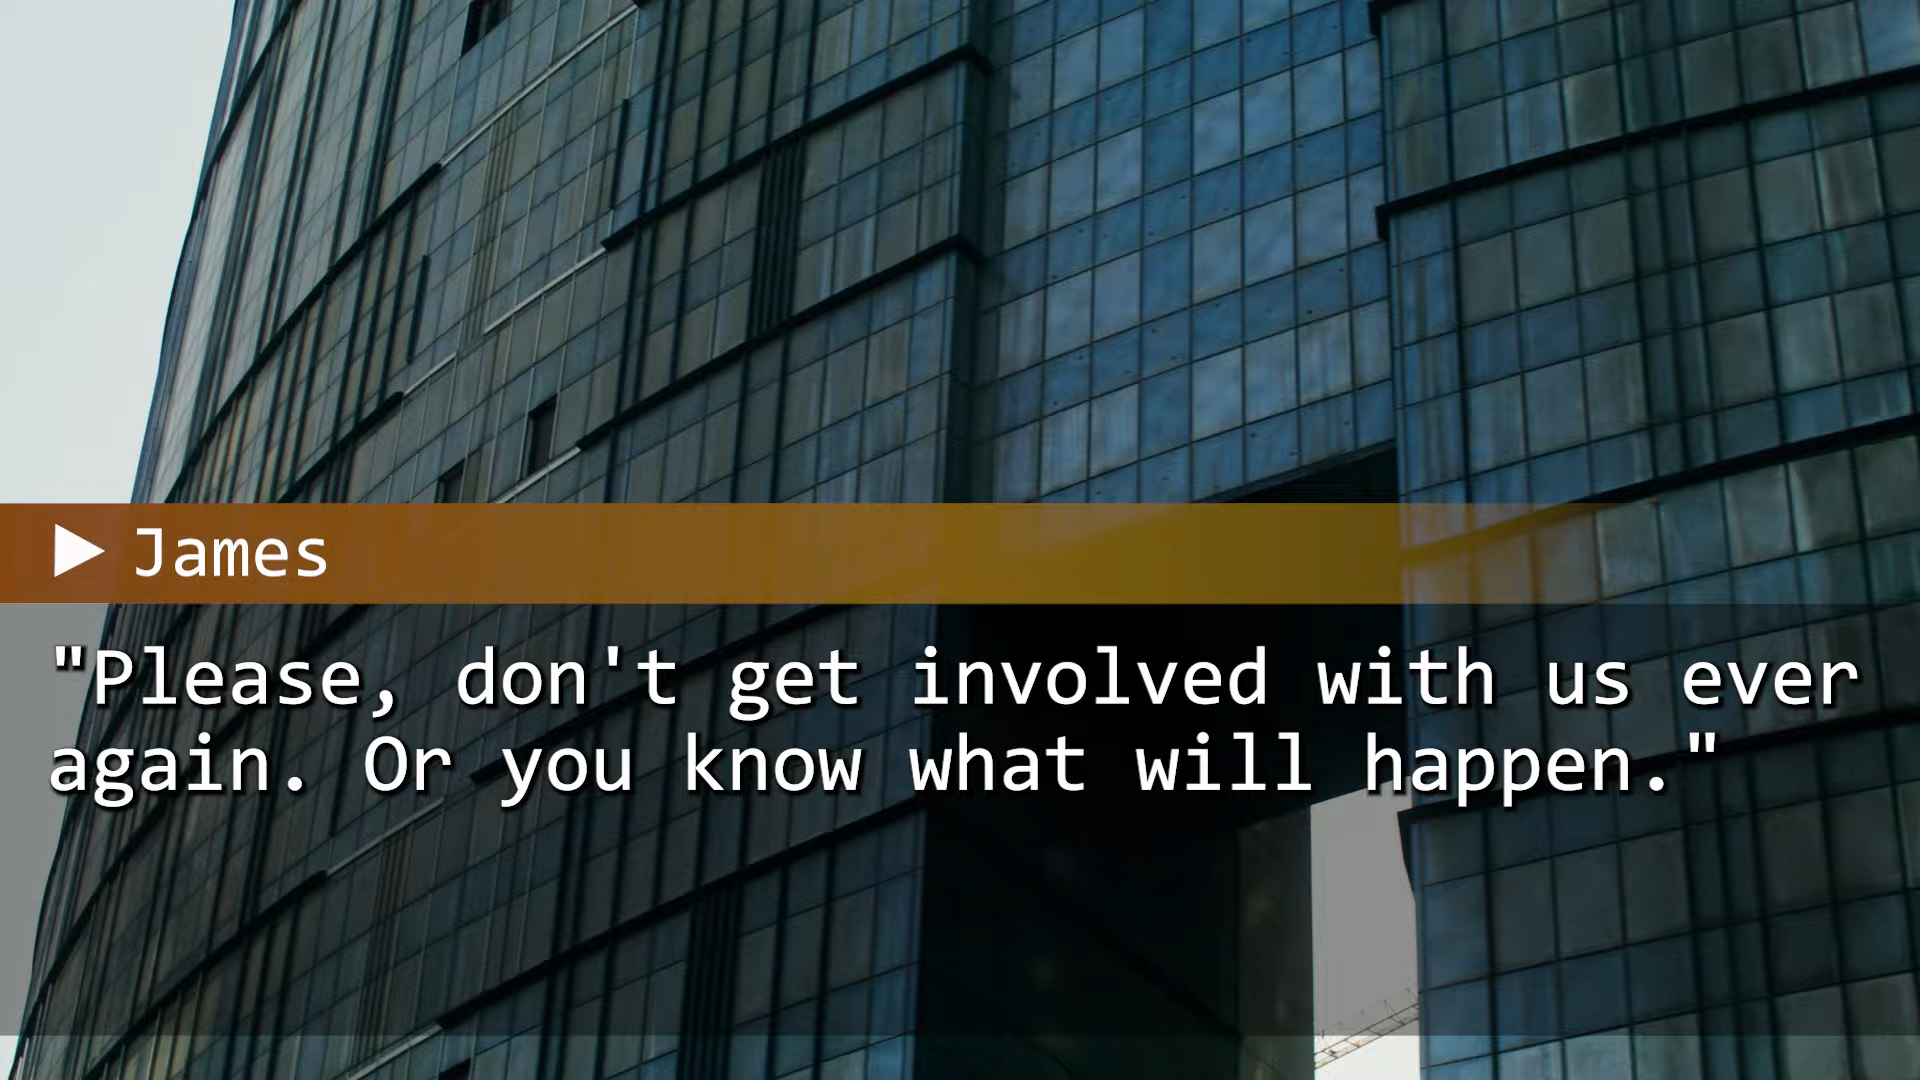 James
"Please, don't get involved with us ever
again. Or you know what will happen."